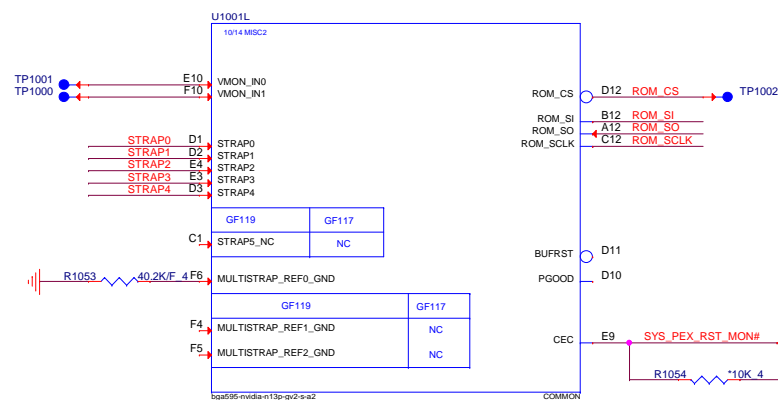 U1001L
10/14 MISC2
TP1001 E10 VMON_IN0
TP1000 F10 VMON_IN1
ROM_CS D12 ROM_CS TP1002
ROM_SI B12 ROM_SI
ROM_SO A12 ROM_SO
ROM_SCLK C12 ROM_SCLK
STRAP0 D1 STRAP0
STRAP1 D2 STRAP1
STRAP2 E4 STRAP2
STRAP3 E3 STRAP3
STRAP4 D3 STRAP4
GF119 GF117
C1 STRAP5_NC NC
BUFRST D11
R1053 40.2K/F_4 F6 MULTISTRAP_REF0_GND
PGOOD D10
GF119 GF117
F4 MULTISTRAP_REF1_GND NC
F5 MULTISTRAP_REF2_GND NC
CEC E9 SYS_PEX_RST_MON#
R1054 *10K_4
bga595-nvidia-n13p-gv2-s-a2 COMMON